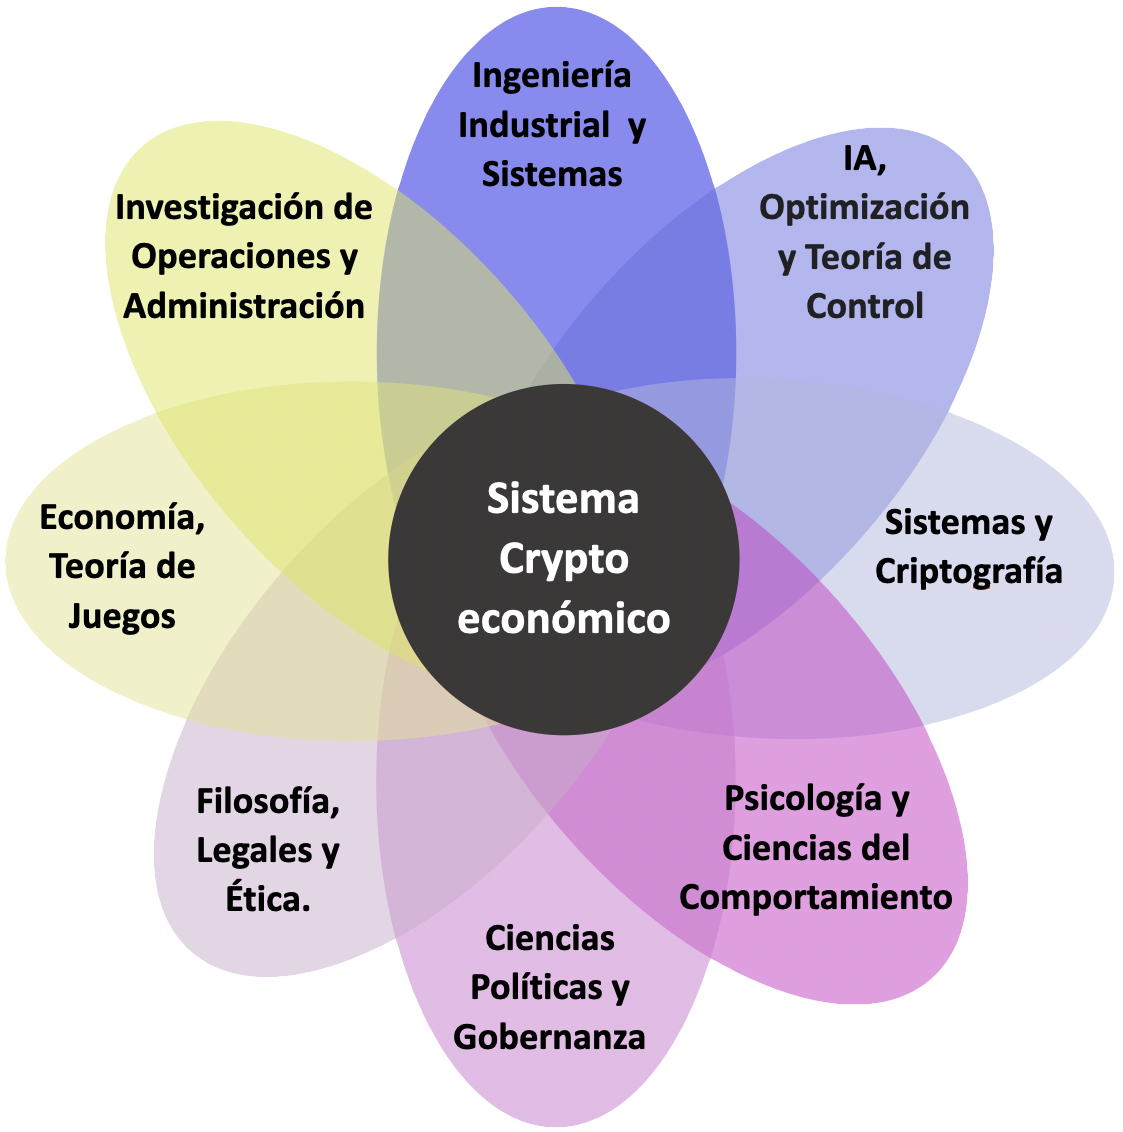 Ingeniería
Industrial y
Sistemas
IA,
Optimización
y Teoría de
Control
Investigación de
Operaciones y
Administración
Sistema
Crypto
económico
Economía,
Teoría de
Juegos
Sistemas y
Criptografía
Filosofía,
Legales y
Ética.
Psicología y
Ciencias del
Comportamiento
Ciencias
Políticas y
Gobernanza